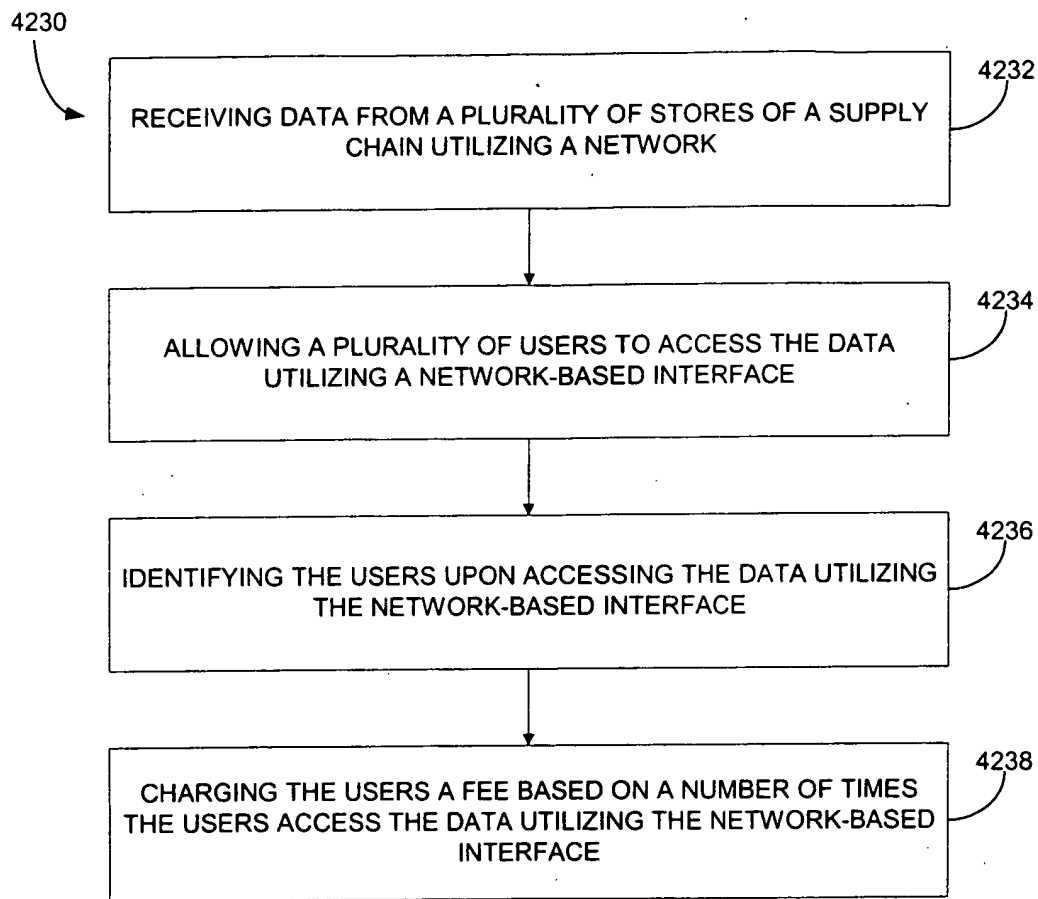 4230
4232
RECEIVING DATA FROM A PLURALITY OF STORES OF A SUPPLY
CHAIN UTILIZING A NETWORK
4234
ALLOWING A PLURALITY OF USERS TO ACCESS THE DATA
UTILIZING A NETWORK-BASED INTERFACE
4236
IDENTIFYING THE USERS UPON ACCESSING THE DATA UTILIZING
THE NETWORK-BASED INTERFACE
4238
CHARGING THE USERS A FEE BASED ON A NUMBER OF TIMES
THE USERS ACCESS THE DATA UTILIZING THE NETWORK-BASED
INTERFACE